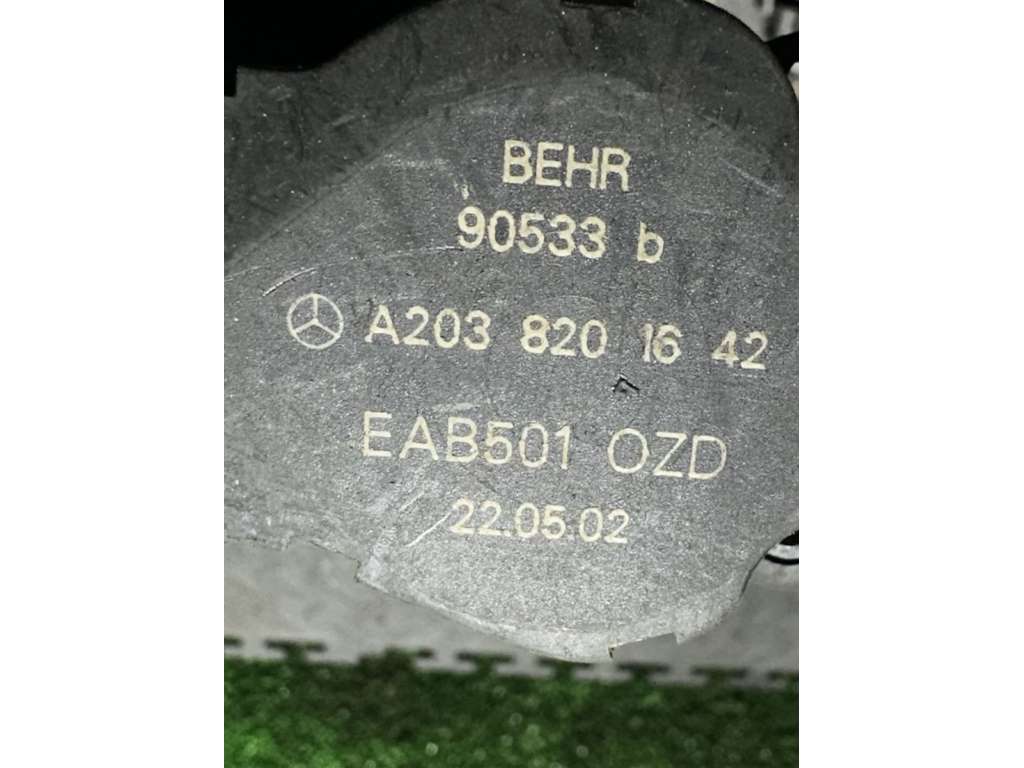 BEHR
90533 b
A203 820 16 42
EAB501 OZD
22.05.02